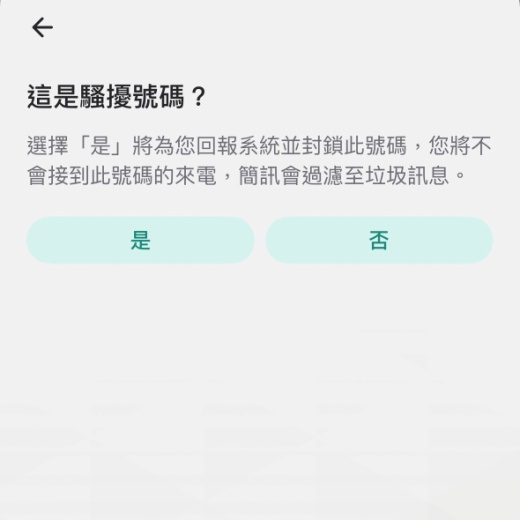 這是騷擾號碼？
選擇「是」將為您回報系統並封鎖此號碼，您將不
會接到此號碼的來電，簡訊會過濾至垃圾訊息。
是
否